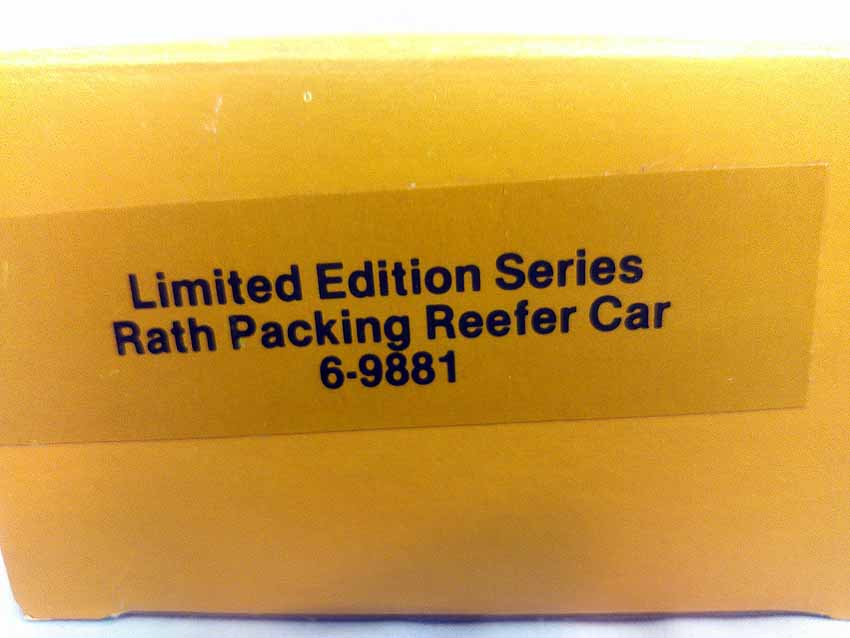 Limited Edition Series
Rath Packing Reefer Car
6-9881